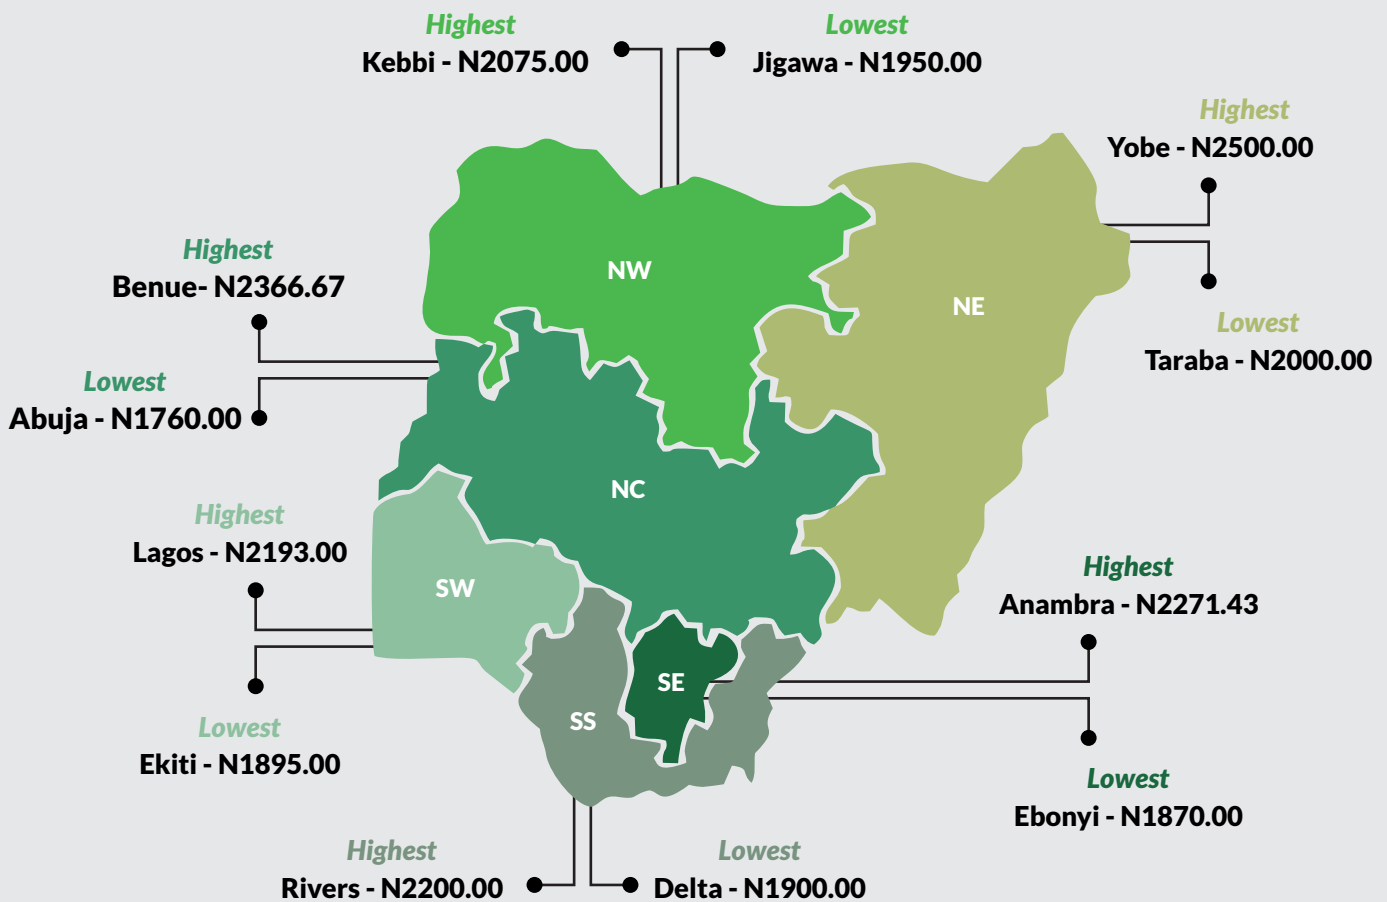 Highest
Kebbi - N2075.00
Lowest
Jigawa - N1950.00
Highest
Yobe - N2500.00
Lowest
Taraba - N2000.00
Highest
Benue- N2366.67
Lowest
Abuja - N1760.00
NW
NE
NC
SW
SS
SE
Highest
Lagos - N2193.00
Lowest
Ekiti - N1895.00
Highest
Anambra - N2271.43
Lowest
Ebonyi - N1870.00
Highest
Rivers - N2200.00
Lowest
Delta - N1900.00